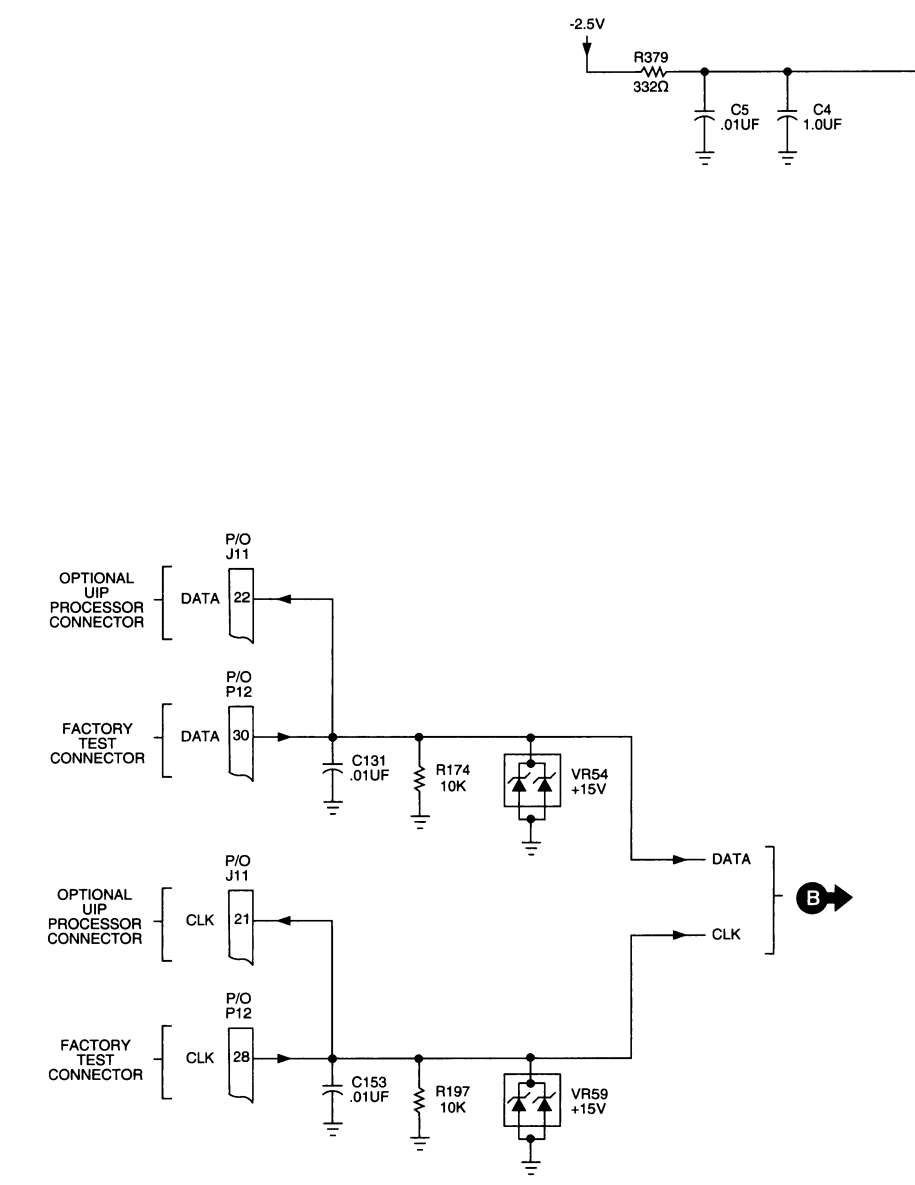 -2.5V
R379
332Ω
C5
.01UF
C4
1.0UF
P/O
J11
OPTIONAL
UIP
PROCESSOR
CONNECTOR
DATA
22
P/O
P12
FACTORY
TEST
CONNECTOR
DATA
30
C131
.01UF
R174
10K
VR54
+15V
DATA
P/O
J11
OPTIONAL
UIP
PROCESSOR
CONNECTOR
CLK
21
B
CLK
P/O
P12
FACTORY
TEST
CONNECTOR
CLK
28
C153
.01UF
R197
10K
VR59
+15V